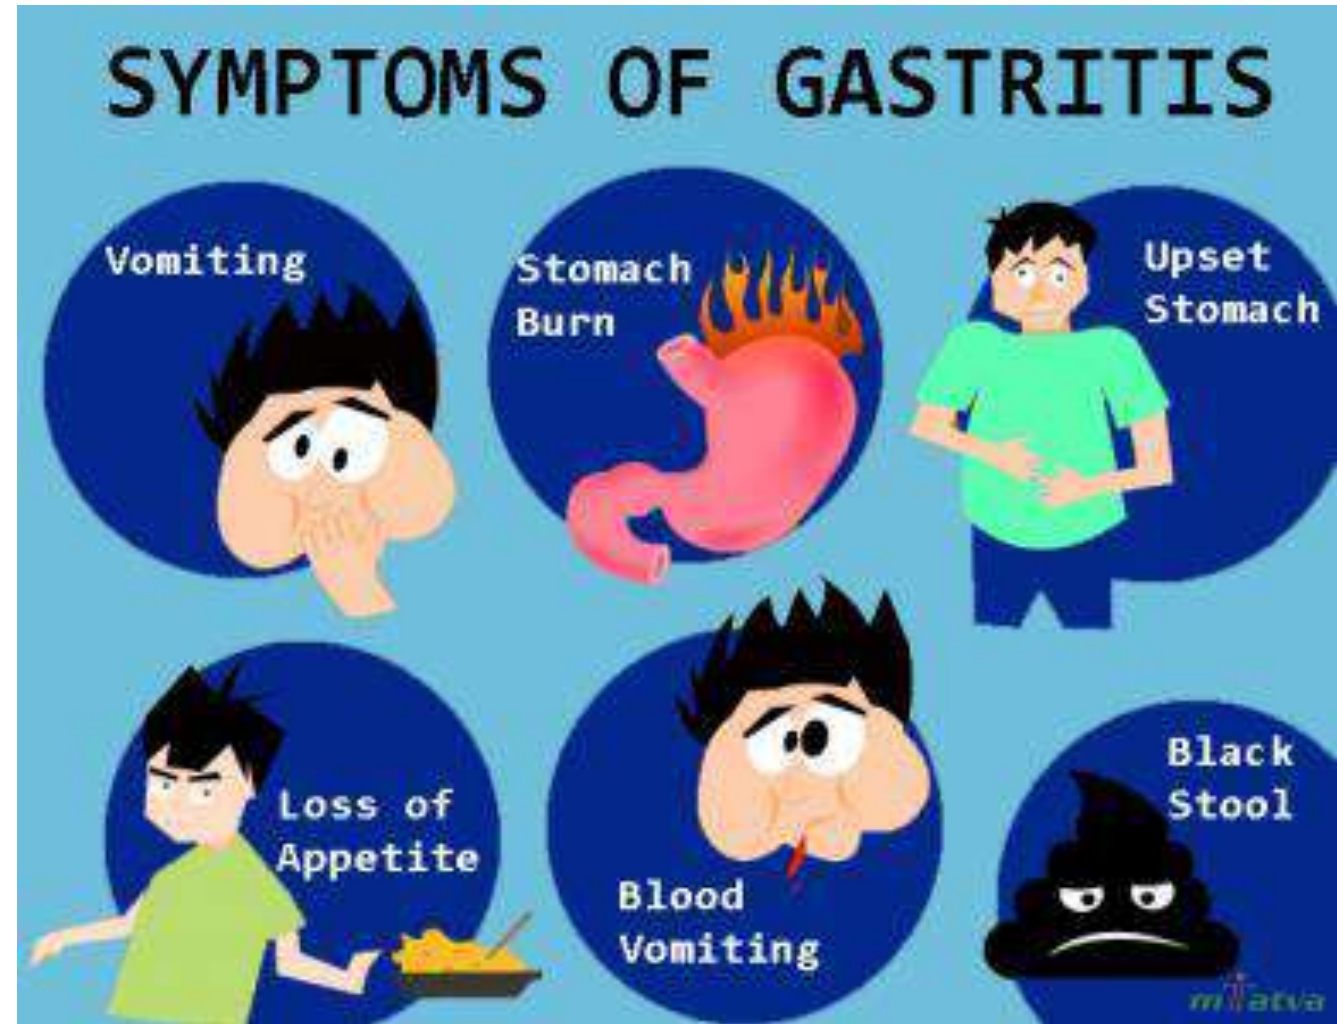 SYMPTOMS OF GASTRITIS
Vomiting
Stomach
Burn
Upset
Stomach
Loss of
Appetite
Blood
Vomiting
Black
Stool